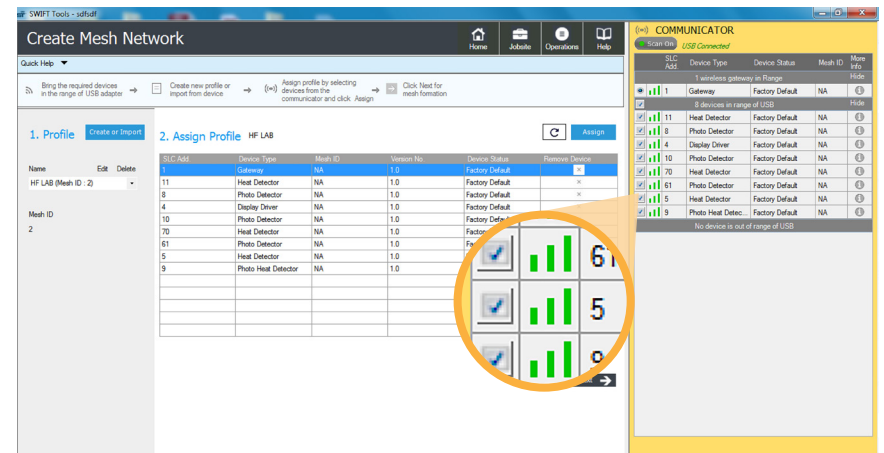 SWIFT Tools - sdfsdf
Create Mesh Network
Home Jobsite Operations Help
Quick Help
Bring the required devices in the range of USB adapter
Create new profile or import from device
Assign profile by selecting devices from the communicator and click Assign
Click Next for mesh formation
1. Profile Create or Import
Name Edit Delete
HF LAB (Mesh ID : 2)
Mesh ID
2
2. Assign Profile HF LAB Assign
SLC Add Device Type Mesh ID Version No Device Status Remove Device
1 Gateway NA 1.0 Factory Default
11 Heat Detector NA 1.0 Factory Default
8 Photo Detector NA 1.0 Factory Default
4 Display Driver NA 1.0 Factory Default
10 Photo Detector NA 1.0 Factory Default
70 Heat Detector NA 1.0
61 Photo Detector NA 1.0
5 Heat Detector NA 1.0
9 Photo Heat Detector NA 1.0
61
5
9
COMMUNICATOR
Scan On USB Connected
SLC Add. Device Type Device Status Mesh ID More Info
1 wireless gateway in Range Hide
1 Gateway Factory Default NA
8 devices in range of USB Hide
11 Heat Detector Factory Default NA
8 Photo Detector Factory Default NA
4 Display Driver Factory Default NA
10 Photo Detector Factory Default NA
70 Heat Detector Factory Default NA
61 Photo Detector Factory Default NA
5 Heat Detector Factory Default NA
9 Photo Heat Detec... Factory Default NA
No device is out of range of USB